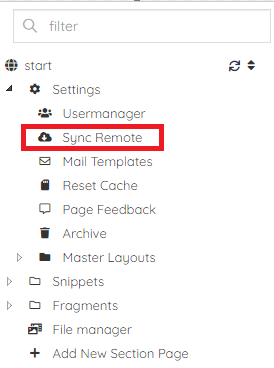 filter
start
Settings
Usermanager
Sync Remote
Mail Templates
Reset Cache
Page Feedback
Archive
Master Layouts
Snippets
Fragments
File manager
Add New Section Page